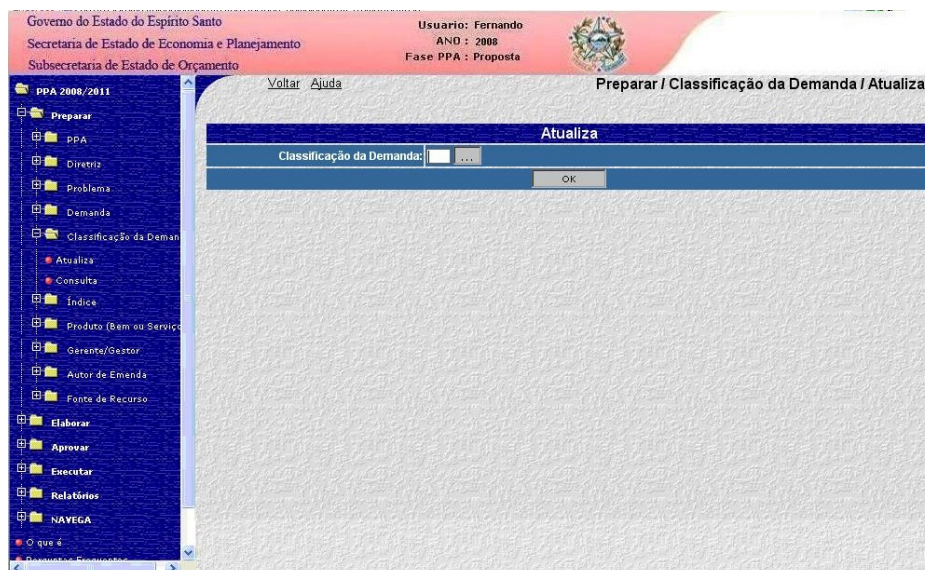 Governo do Estado do Espírito Santo
Secretaria de Estado de Economia e Planejamento
Subsecretaria de Estado de Orçamento
Usuario: Fernando
ANO : 2008
Fase PPA : Proposta
Voltar Ajuda
Preparar / Classificação da Demanda / Atualiza
PPA 2008/2011
Preparar
PPA
Diretriz
Problema
Demanda
Classificação da Deman
Atualiza
Consulta
Índice
Produto (Bem ou Serviço
Gerente/Gestor
Autor de Emenda
Fonte de Recurso
Elaborar
Aprovar
Executar
Relatórios
NAVEGA
O que é
Perguntas Frequentes
Atualiza
Classificação da Demanda: ...
OK